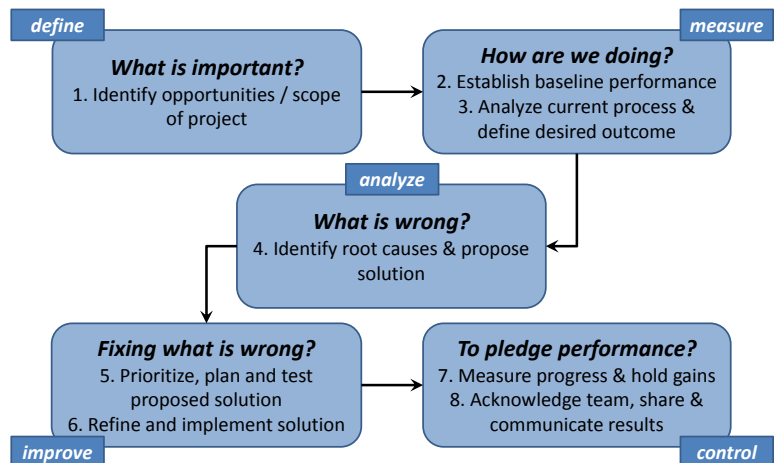 define
What is important?
1. Identify opportunities / scope
of project
measure
How are we doing?
2. Establish baseline performance
3. Analyze current process &
define desired outcome
analyze
What is wrong?
4. Identify root causes & propose
solution
Fixing what is wrong?
5. Prioritize, plan and test
proposed solution
6. Refine and implement solution
improve
To pledge performance?
7. Measure progress & hold gains
8. Acknowledge team, share &
communicate results
control